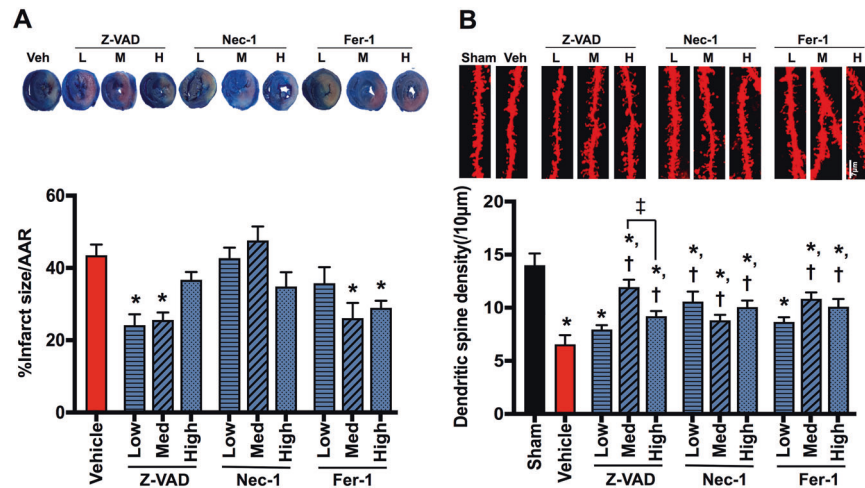 A
Z-VAD Nec-1 Fer-1
Veh L M H L M H L M H
60
40
20
0
%Infarct size/AAR
* * * *
Vehicle Low Med High Low Med High Low Med High
Z-VAD Nec-1 Fer-1
B
Z-VAD Nec-1 Fer-1
Sham Veh L M H L M H L M H
7μm
20
15
10
5
0
Dendritic spine density(/10μm)
‡
* * *,† *,† *,† *,† *,† * *,† *,†
Sham Vehicle Low Med High Low Med High Low Med High
Z-VAD Nec-1 Fer-1